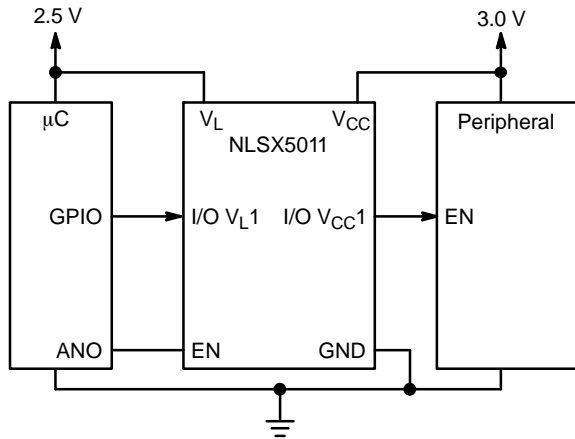 2.5 V
3.0 V
μC
V_L
V_CC
Peripheral
NLSX5011
GPIO
I/O V_L1
I/O V_CC1
EN
ANO
EN
GND